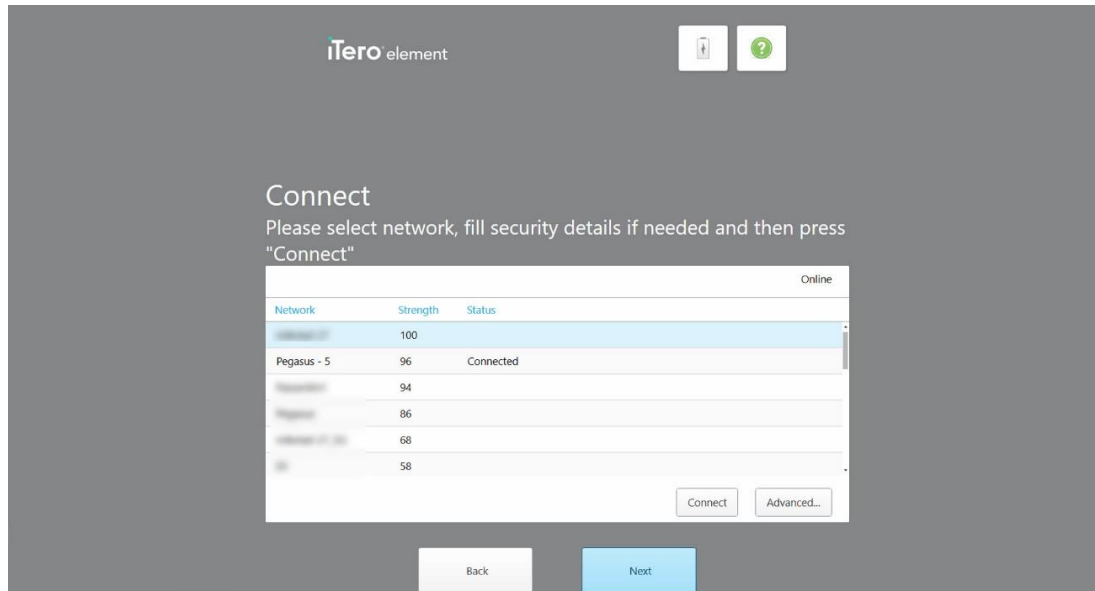 iTero element
?
Connect
Please select network, fill security details if needed and then press
"Connect"
Online
Network Strength Status
100
Pegasus - 5 96 Connected
94
86
68
58
Connect Advanced...
Back Next